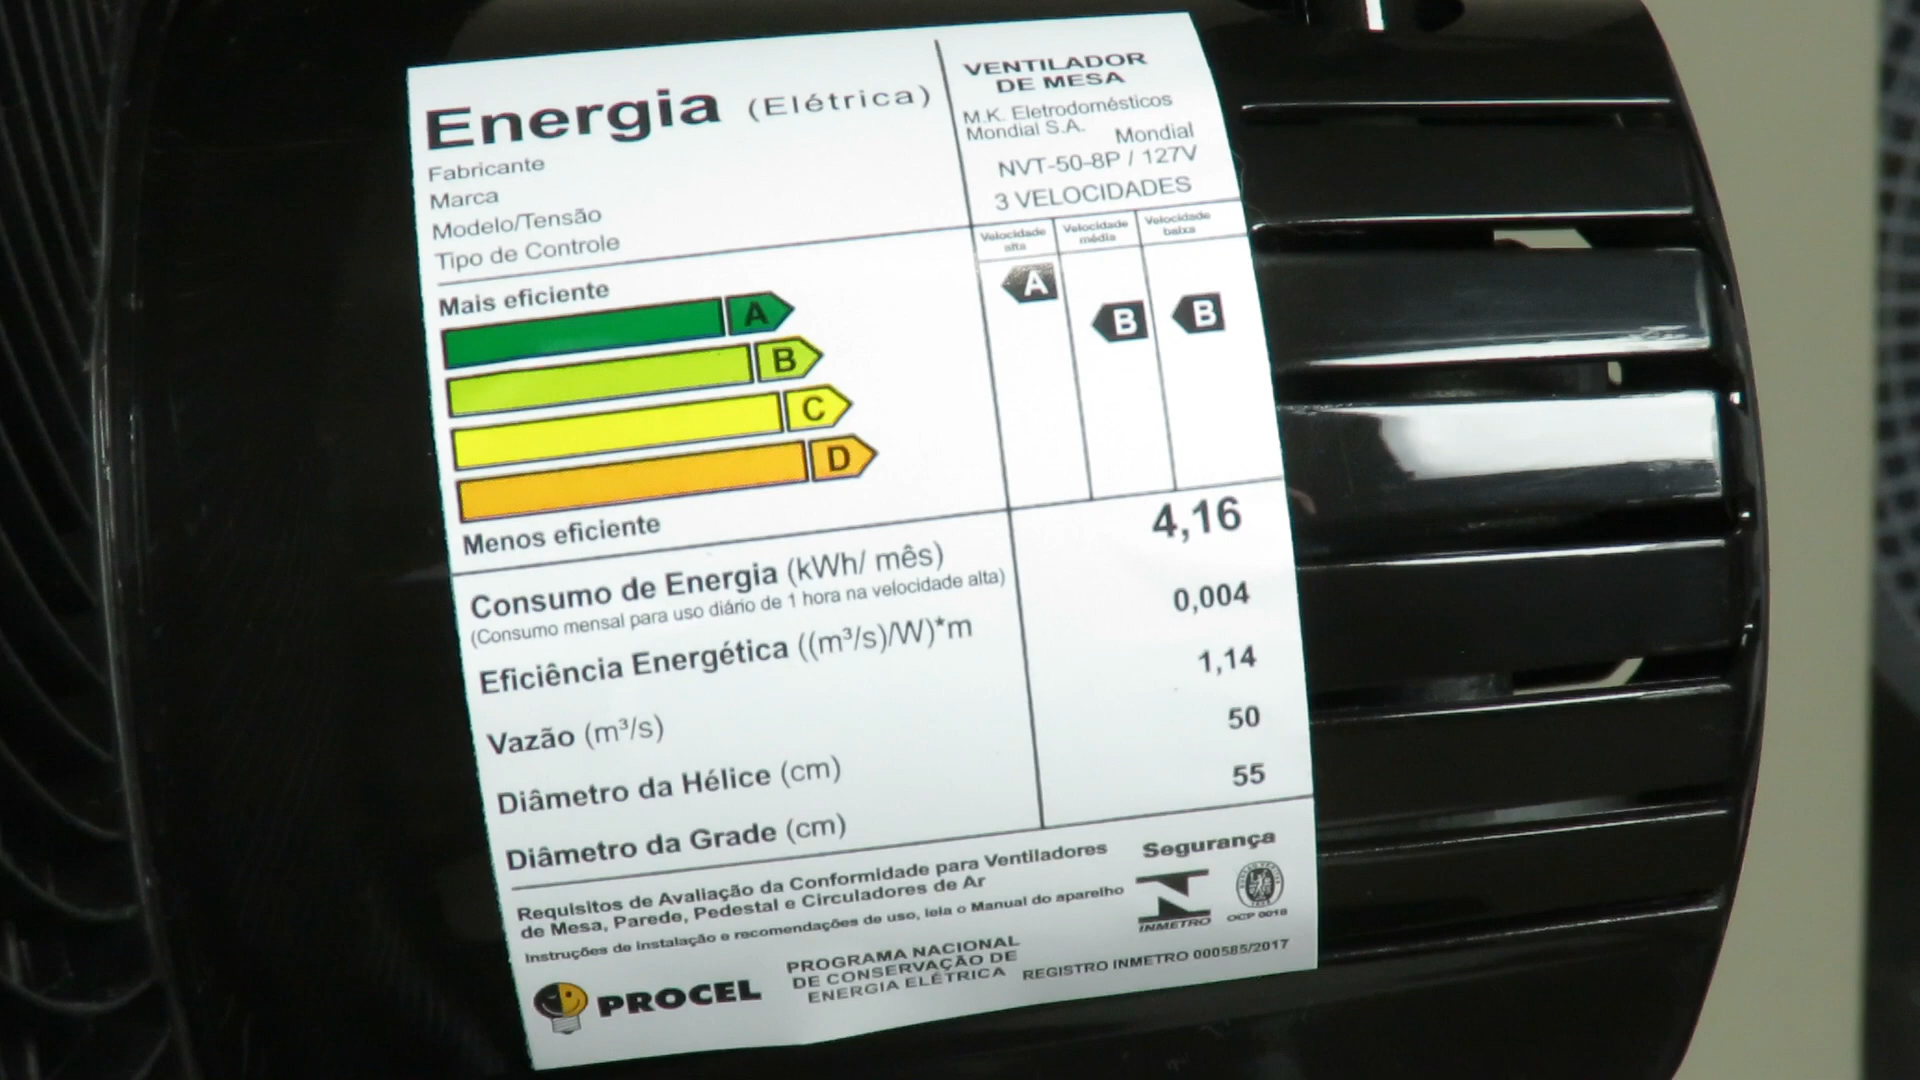 Energia (Elétrica)
Fabricante
Marca
Modelo/Tensão
Tipo de Controle
VENTILADOR
DE MESA
M.K. Eletrodomésticos
Mondial S.A.
Mondial
NVT-50-8P / 127V
3 VELOCIDADES
Velocidade alta
Velocidade média
Velocidade baixa
Mais eficiente
A
B
C
D
Menos eficiente
A
B
B
Consumo de Energia (kWh/ mês) 4,16
(Consumo mensal para uso diário de 1 hora na velocidade alta)
Eficiência Energética ((m³/s)/W)*m 0,004
Vazão (m³/s) 1,14
Diâmetro da Hélice (cm) 50
Diâmetro da Grade (cm) 55
Requisitos de Avaliação da Conformidade para Ventiladores
de Mesa, Parede, Pedestal e Circuladores de Ar
Instruções de instalação e recomendações de uso, leia o Manual do aparelho
Segurança
INMETRO
OCP 0018
PROCEL
PROGRAMA NACIONAL
DE CONSERVAÇÃO DE
ENERGIA ELÉTRICA
REGISTRO INMETRO 000585/2017